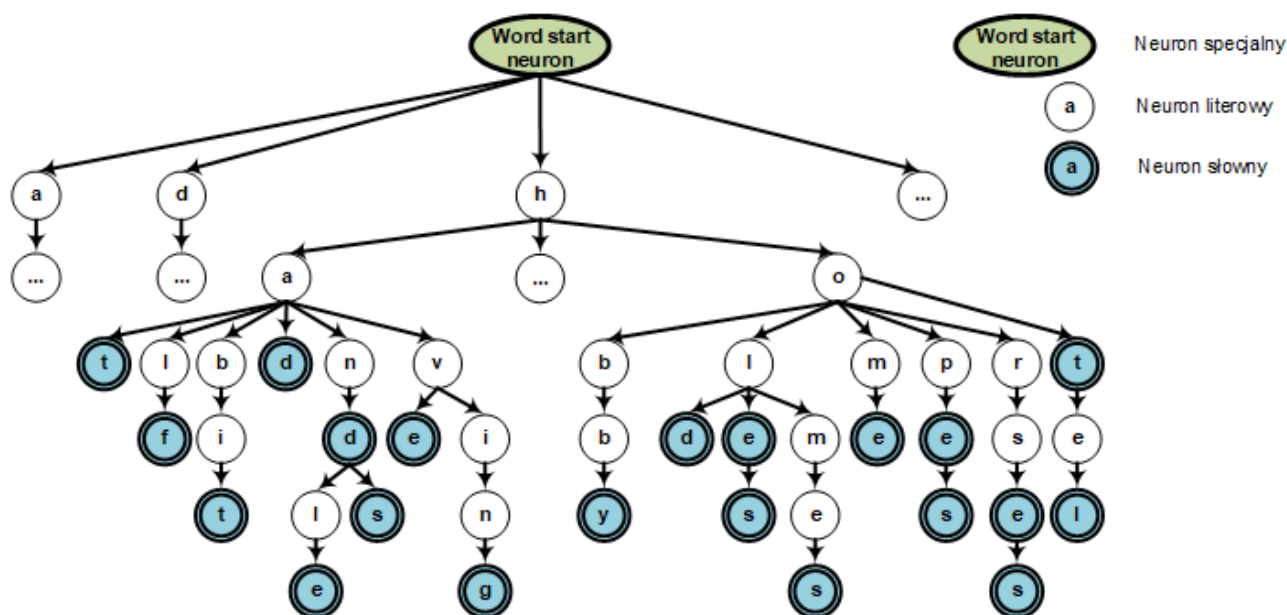 Word start
neuron
Word start
neuron
Neuron specjalny
a
Neuron literowy
a
Neuron słowny
a d h ...
... ... a ... o
t l b d n v b l m p r t
f i d e i b d e m e e s e
t l s n y s e s e l
e g s s